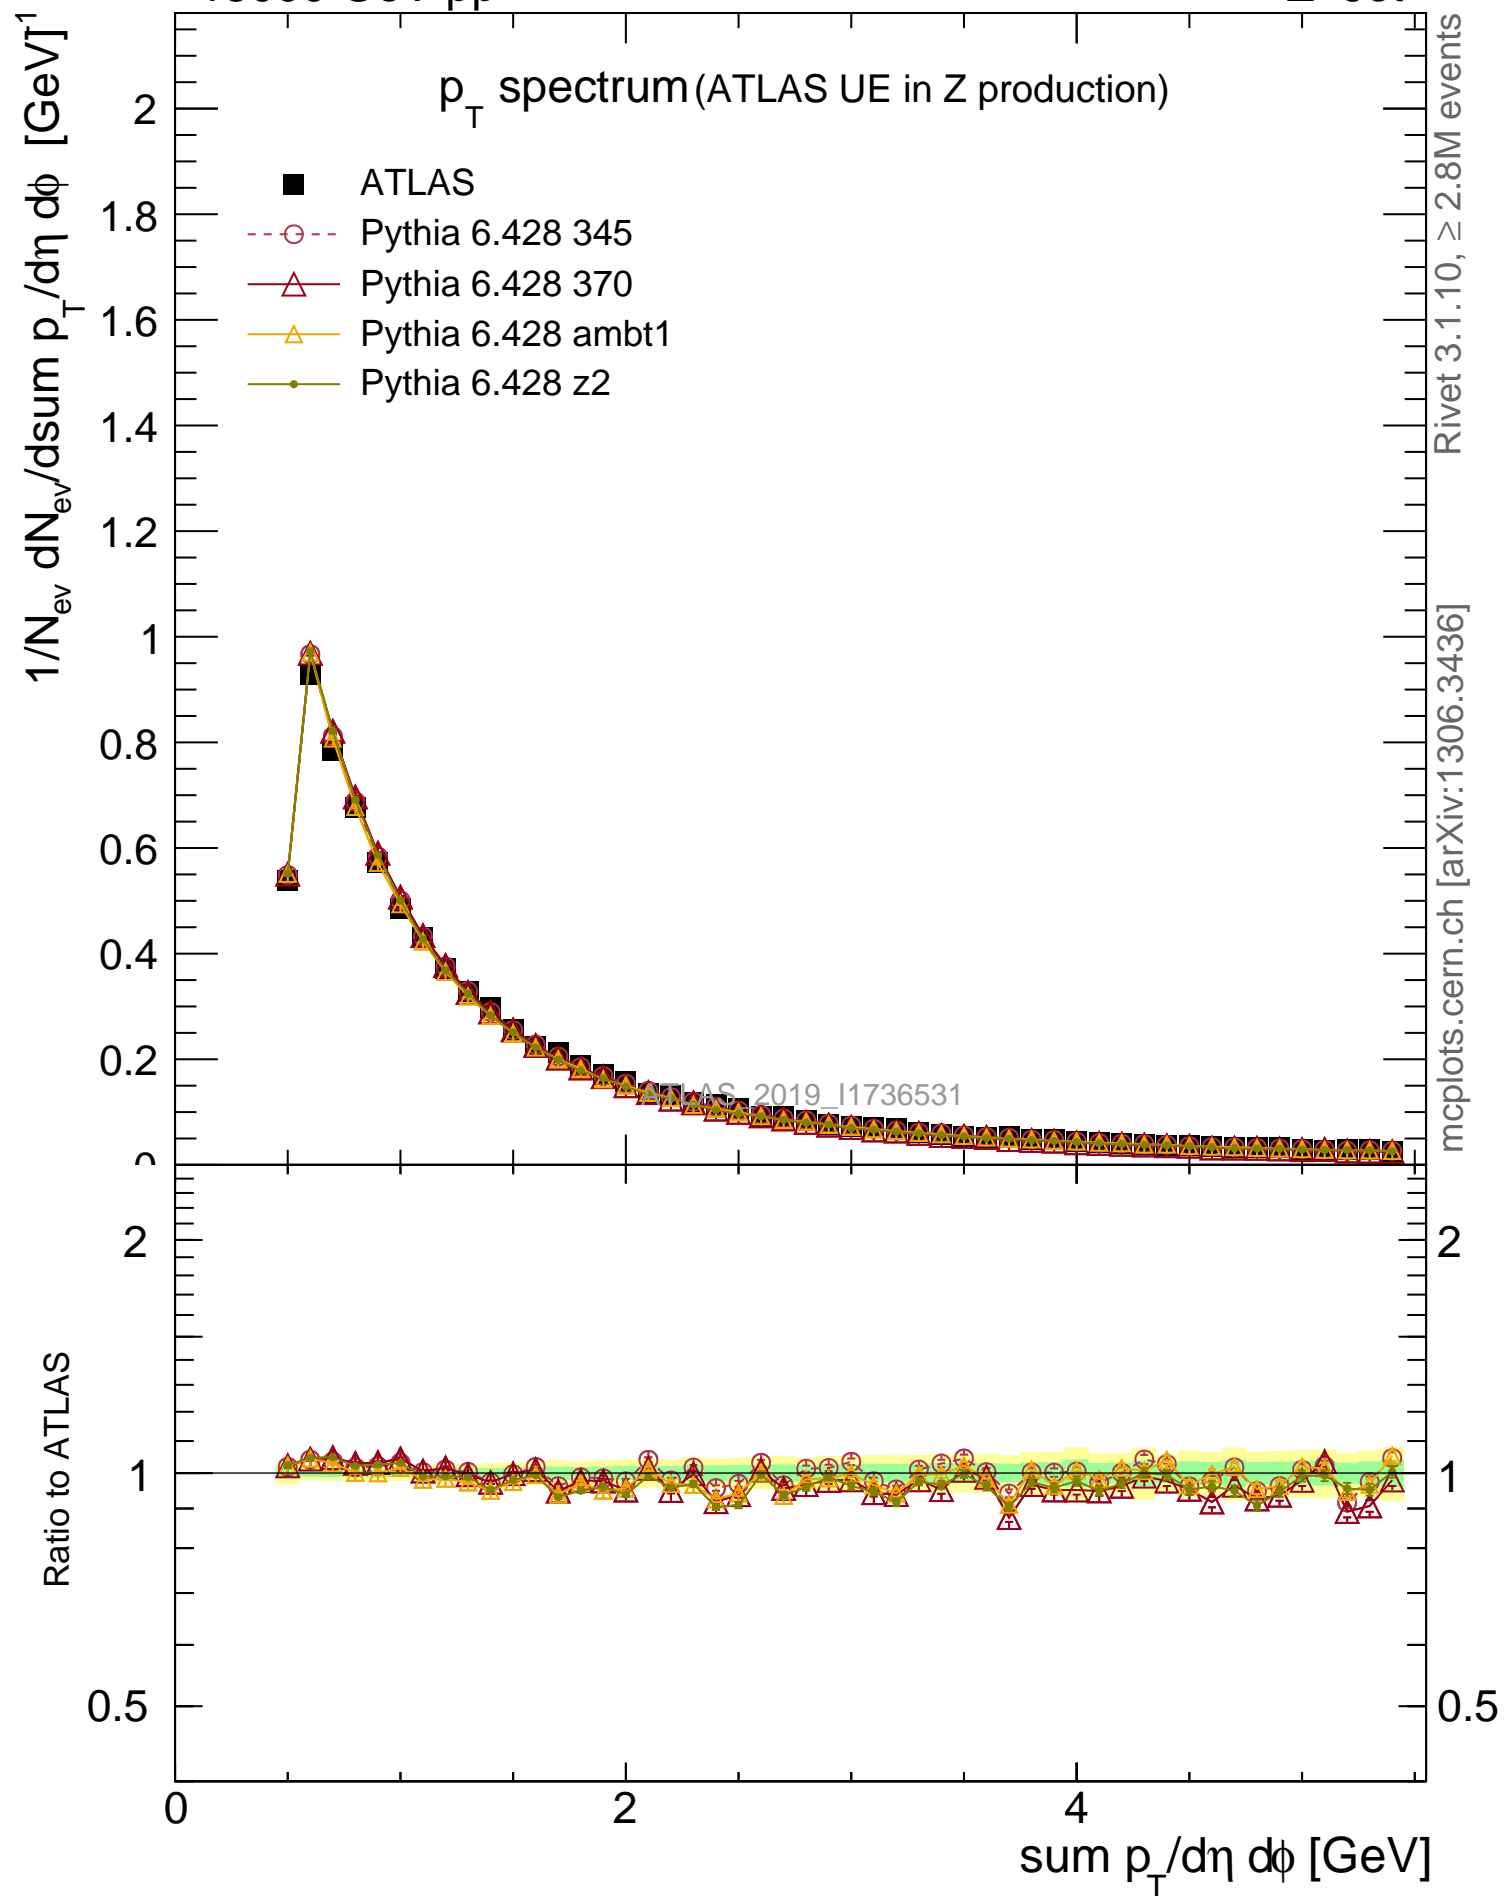 p_T spectrum (ATLAS UE in Z production)
ATLAS
Pythia 6.428 345
Pythia 6.428 370
Pythia 6.428 ambt1
Pythia 6.428 z2
1/N_ev dN_ev/dsum p_T/dη dϕ [GeV]^-1
2
1.8
1.6
1.4
1.2
1
0.8
0.6
0.4
0.2
0
ATLAS_2019_I1736531
Rivet 3.1.10, ≥ 2.8M events
mcplots.cern.ch [arXiv:1306.3436]
Ratio to ATLAS
2
1
0.5
2
1
0.5
0
2
4
sum p_T/dη dϕ [GeV]